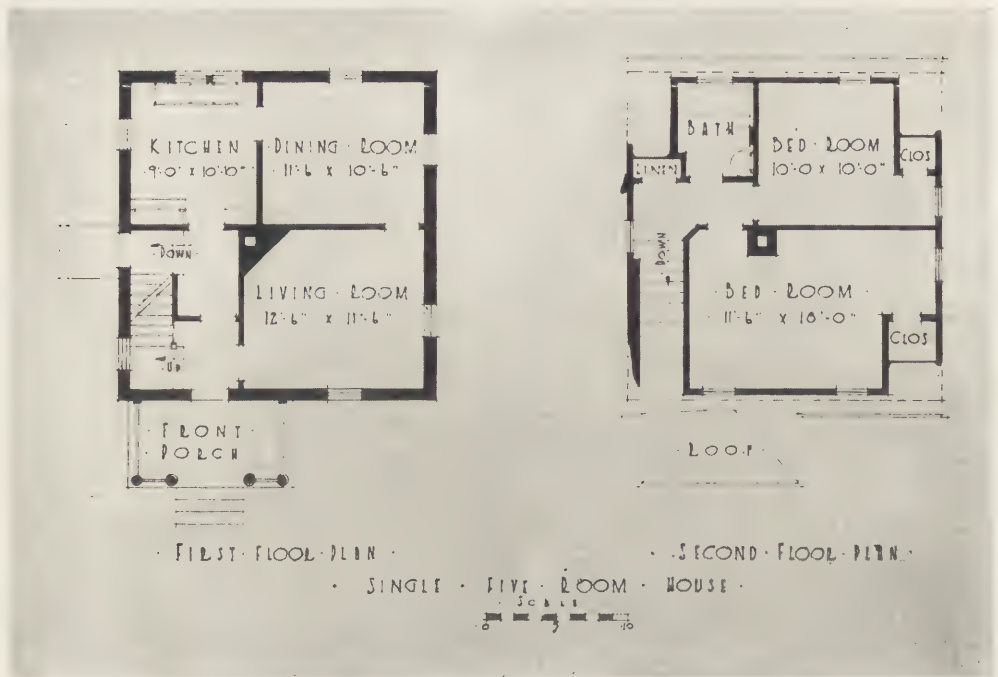 KITCHEN
9'-0" X 10'-10"
DINING · ROOM
11'-6 X 10'-6"
DOWN
LIVING · ROOM
12'-6" X 11'-6"
UP
· FRONT ·
· PORCH
BATH
LINEN
BED · ROOM
10'-0 X 10'-0"
CLOS
DOWN
· BED · ROOM ·
11'-6" X 18'-0"
CLOS
· ROOF ·
· FIRST · FLOOR · PLAN ·
· SECOND · FLOOR · PLAN ·
· SINGLE · FIVE · ROOM · HOUSE ·
· SCALE
0 5 10